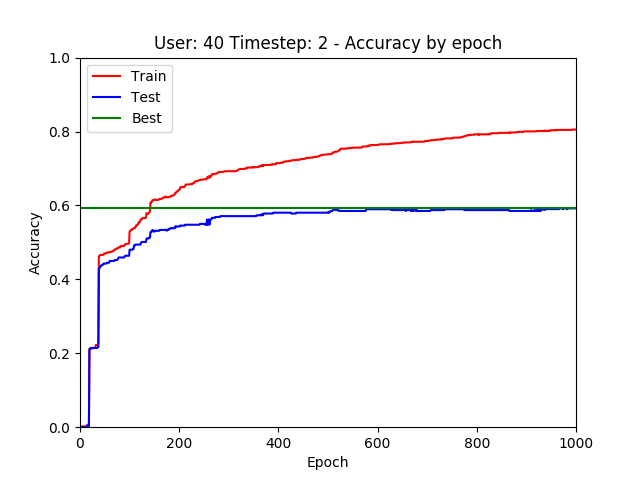 User: 40 Timestep: 2 - Accuracy by epoch
Train
Test
Best
1.0
0.8
0.6
0.4
0.2
0.0
Accuracy
0 200 400 600 800 1000
Epoch